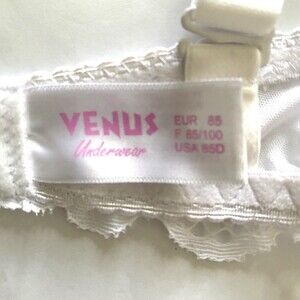 VENUS
Underwear
EUR 85
F 85/100
USA 85D